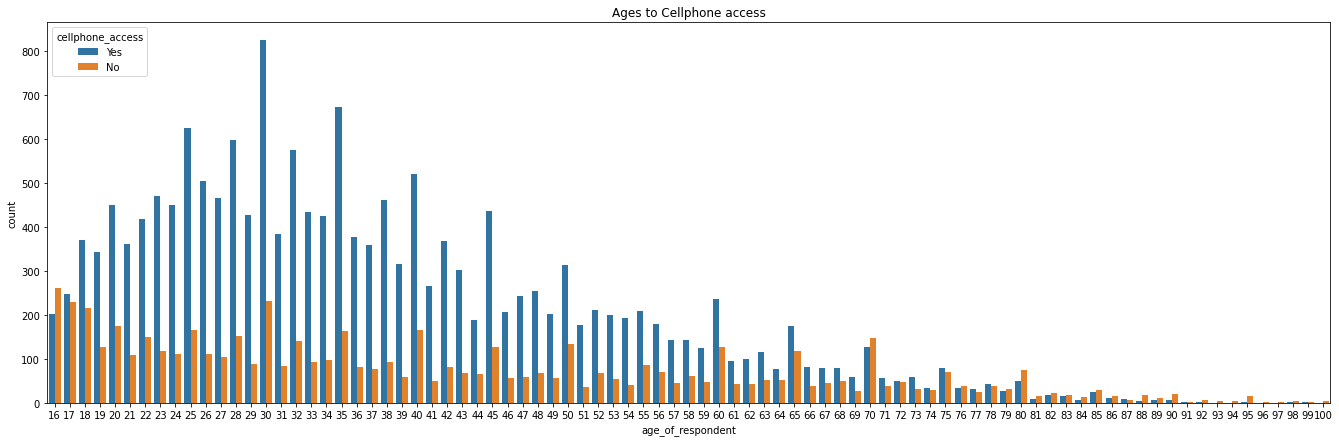 Ages to Cellphone access
cellphone_access
Yes
No
800
700
600
500
400
300
200
100
0
count
16 17 18 19 20 21 22 23 24 25 26 27 28 29 30 31 32 33 34 35 36 37 38 39 40 41 42 43 44 45 46 47 48 49 50 51 52 53 54 55 56 57 58 59 60 61 62 63 64 65 66 67 68 69 70 71 72 73 74 75 76 77 78 79 80 81 82 83 84 85 86 87 88 89 90 91 92 93 94 95 96 97 98 99 100
age_of_respondent